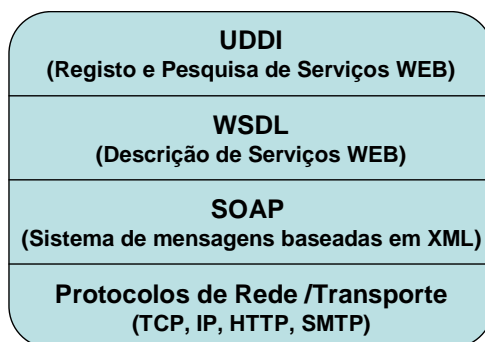 UDDI
(Registo e Pesquisa de Serviços WEB)
WSDL
(Descrição de Serviços WEB)
SOAP
(Sistema de mensagens baseadas em XML)
Protocolos de Rede /Transporte
(TCP, IP, HTTP, SMTP)